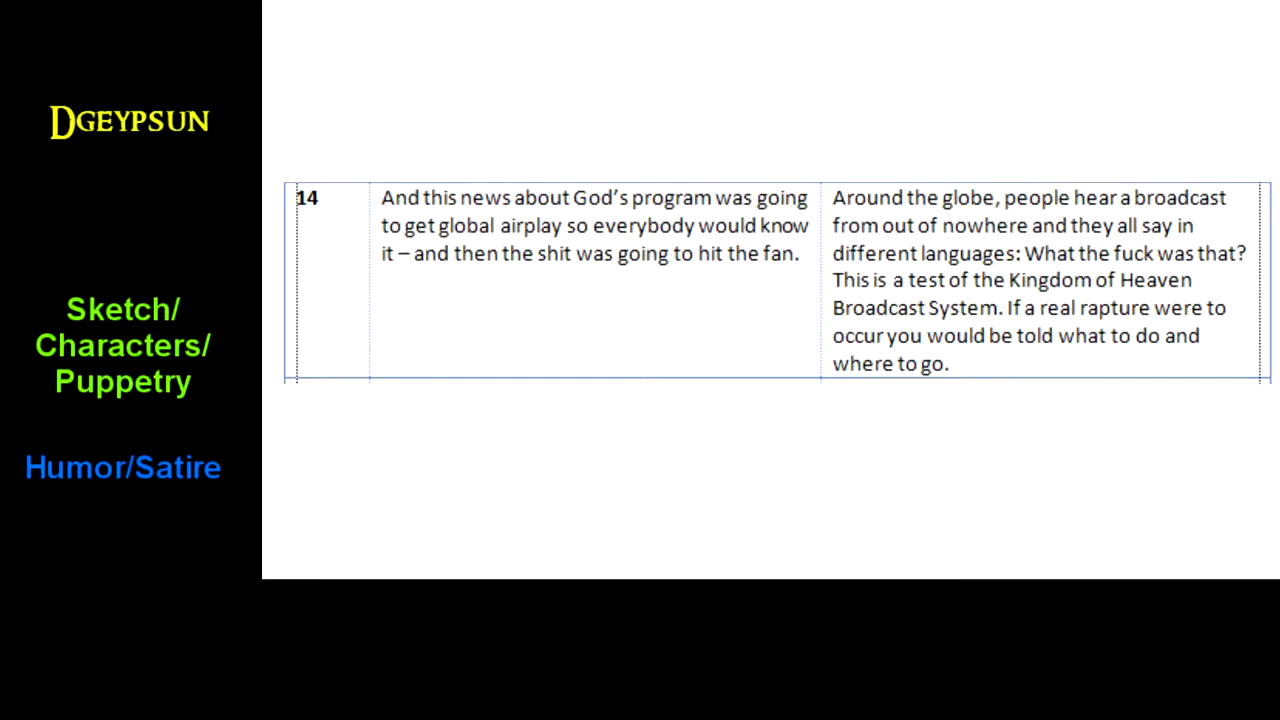 DGEYPSUN
Sketch/
Characters/
Puppetry
Humor/Satire
14
And this news about God’s program was going
to get global airplay so everybody would know
it – and then the shit was going to hit the fan.
Around the globe, people hear a broadcast
from out of nowhere and they all say in
different languages: What the fuck was that?
This is a test of the Kingdom of Heaven
Broadcast System. If a real rapture were to
occur you would be told what to do and
where to go.